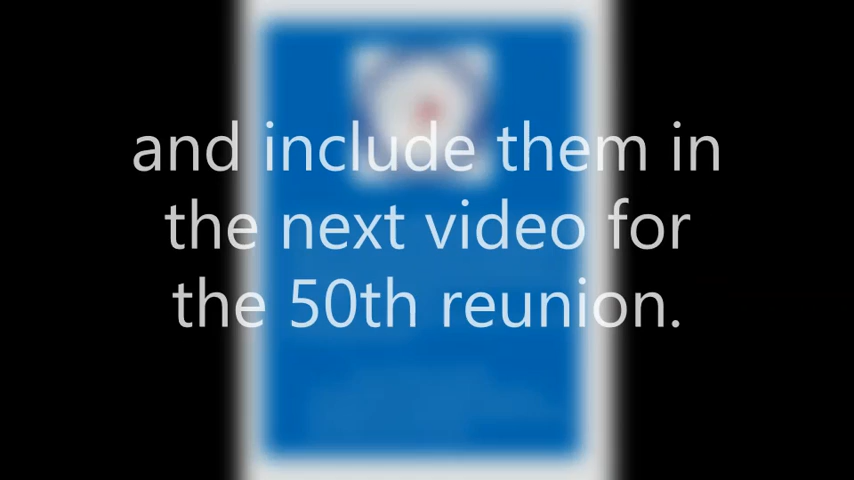 and include them in
the next video for
the 50th reunion.